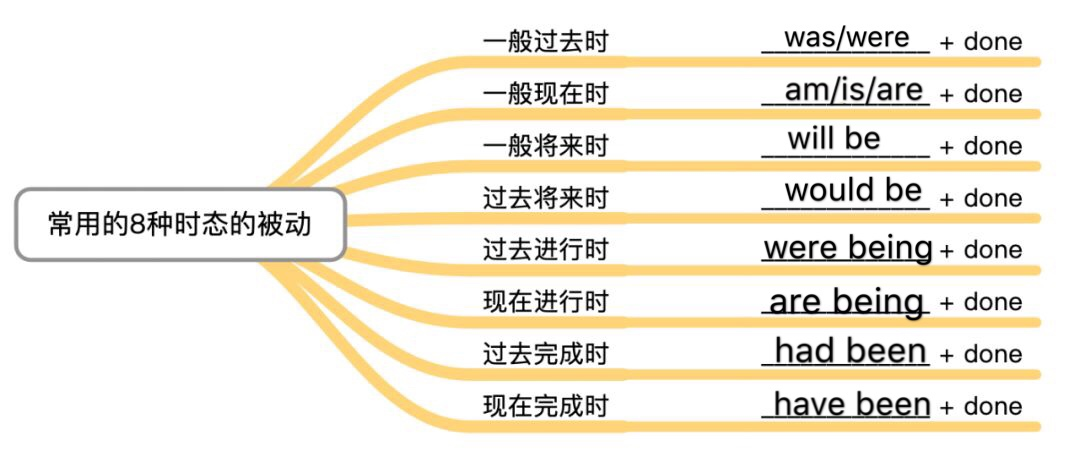 常用的8种时态的被动
一般过去时 was/were + done
一般现在时 am/is/are + done
一般将来时 will be + done
过去将来时 would be + done
过去进行时 were being + done
现在进行时 are being + done
过去完成时 had been + done
现在完成时 have been + done